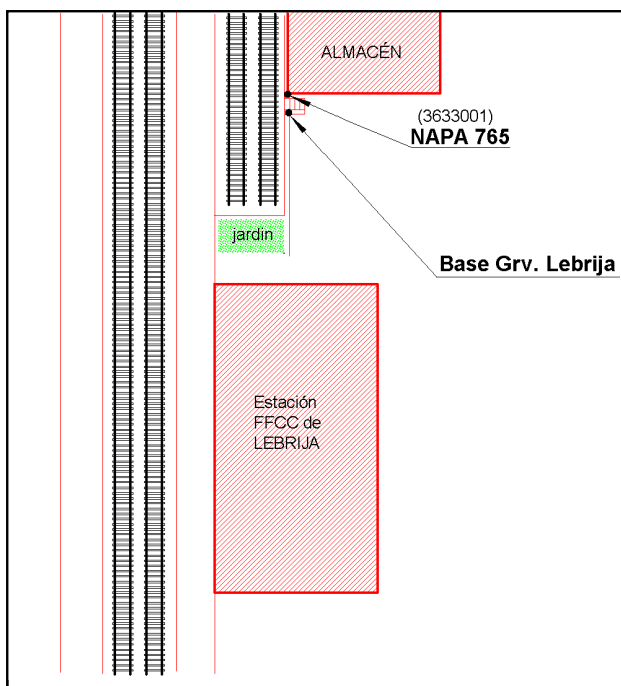 ALMACÉN
(3633001)
NAPA 765
jardin
Base Grv. Lebrija
Estación
FFCC de
LEBRIJA